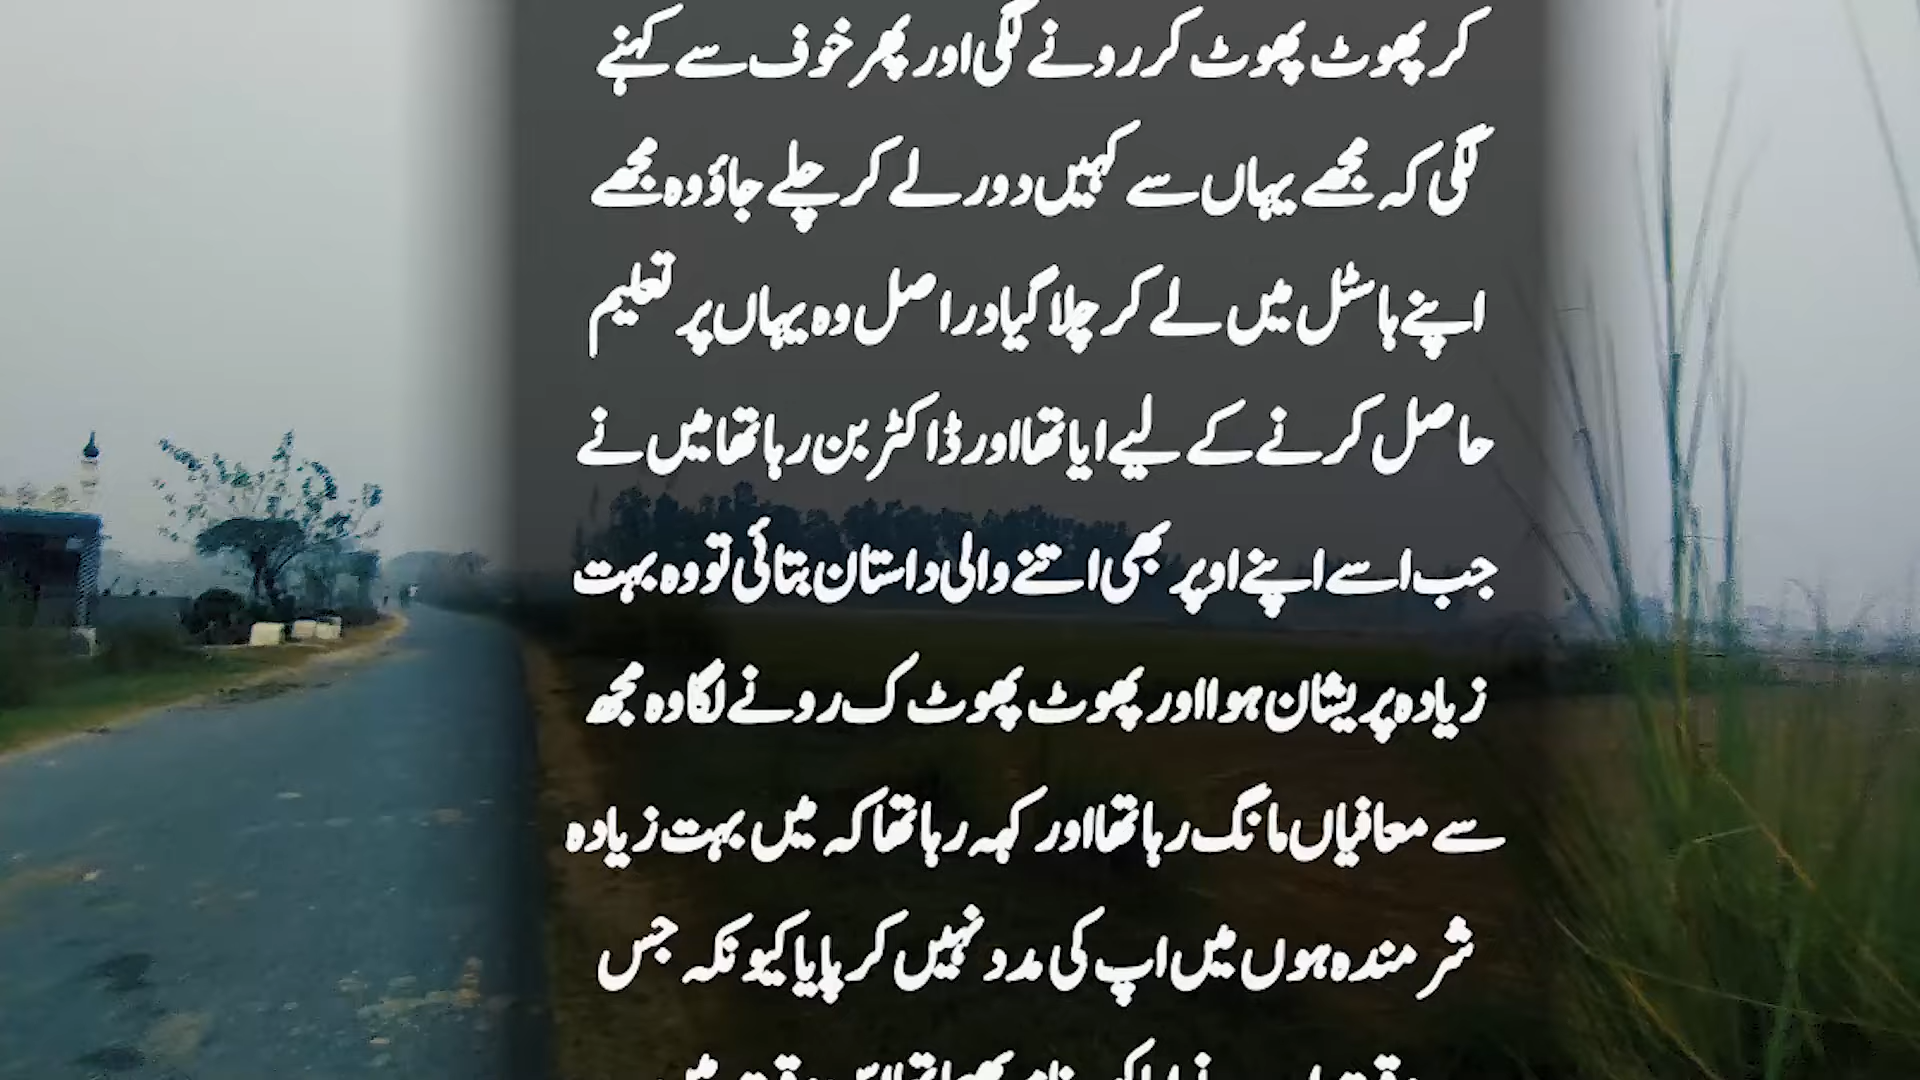 کر پھوٹ پھوٹ کر رونے لگی اور پھر خوف سے کہنے
لگی کہ مجھے یہاں سے کہیں دور لے کر چلے جاؤ وہ مجھے
اپنے ہاسٹل میں لے کر چلا گیا در اصل وہ یہاں پر تعلیم
حاصل کرنے کے لیے ایا تھا اور ڈاکٹر بن رہا تھا میں نے
جب اسے اپنے اوپر بھی اتنے والی داستان بتائی تو وہ بہت
زیادہ پریشان ہوا اور پھوٹ پھوٹ ک رونے لگا وہ مجھ
سے معافیاں مانگ رہا تھا اور کہہ رہا تھا کہ میں بہت زیادہ
شر مندہ ہوں میں اپ کی مدد نہیں کر پایا کیونکہ جس